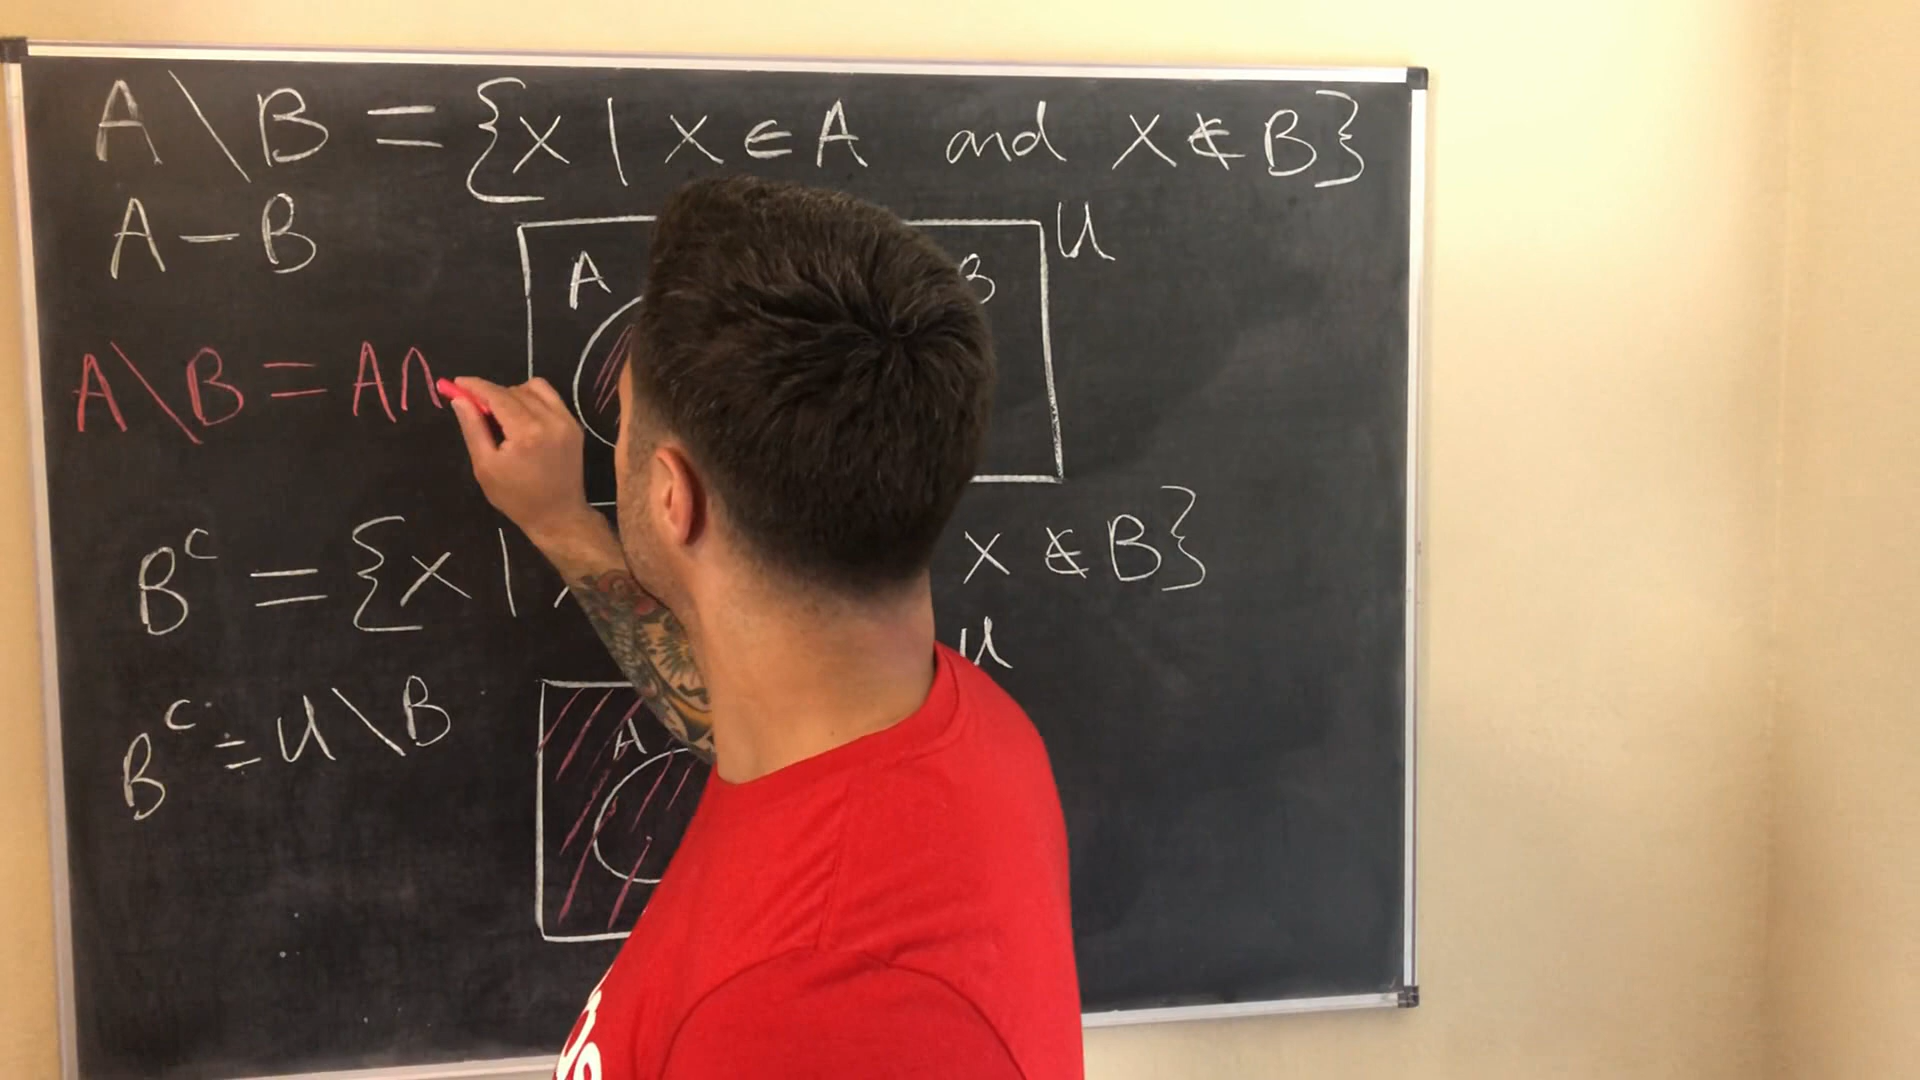 A \ B = {x | x ∈ A and x ∉ B}
A - B
U
A
B
A \ B = A ∩
B^c = {x | x ∉ B}
U
B^c = U \ B
A